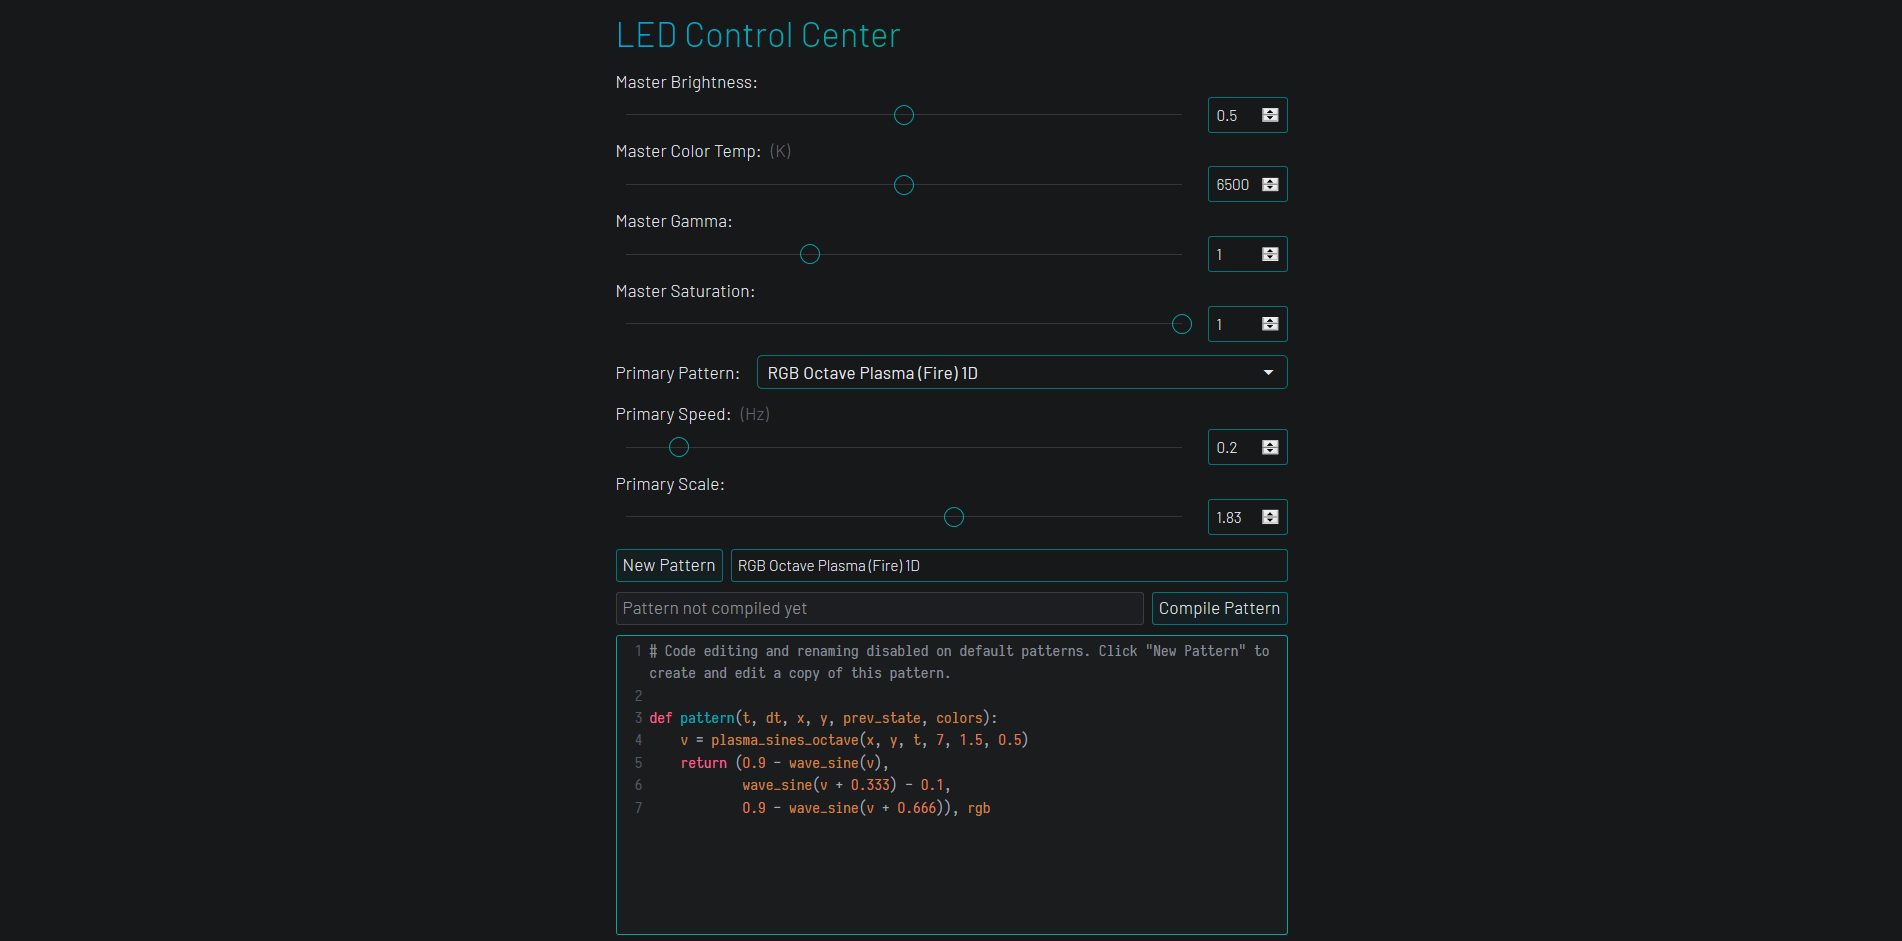 LED Control Center
Master Brightness:
0.5
Master Color Temp: (K)
6500
Master Gamma:
1
Master Saturation:
1
Primary Pattern: RGB Octave Plasma (Fire) 1D
Primary Speed: (Hz)
0.2
Primary Scale:
1.83
New Pattern RGB Octave Plasma (Fire) 1D
Pattern not compiled yet Compile Pattern
1 # Code editing and renaming disabled on default patterns. Click "New Pattern" to
create and edit a copy of this pattern.
2
3 def pattern(t, dt, x, y, prev_state, colors):
4     v = plasma_sines_octave(x, y, t, 7, 1.5, 0.5)
5     return (0.9 - wave_sine(v),
6             wave_sine(v + 0.333) - 0.1,
7             0.9 - wave_sine(v + 0.666)), rgb